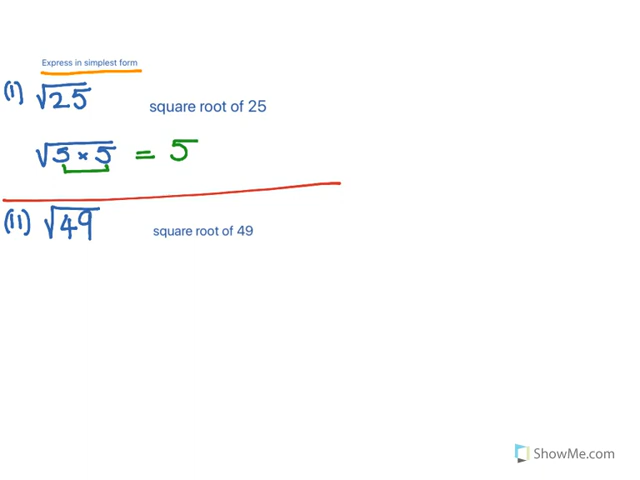 Express in simplest form
(i) √25 square root of 25
√5 × 5 = 5
(ii) √49 square root of 49
ShowMe.com